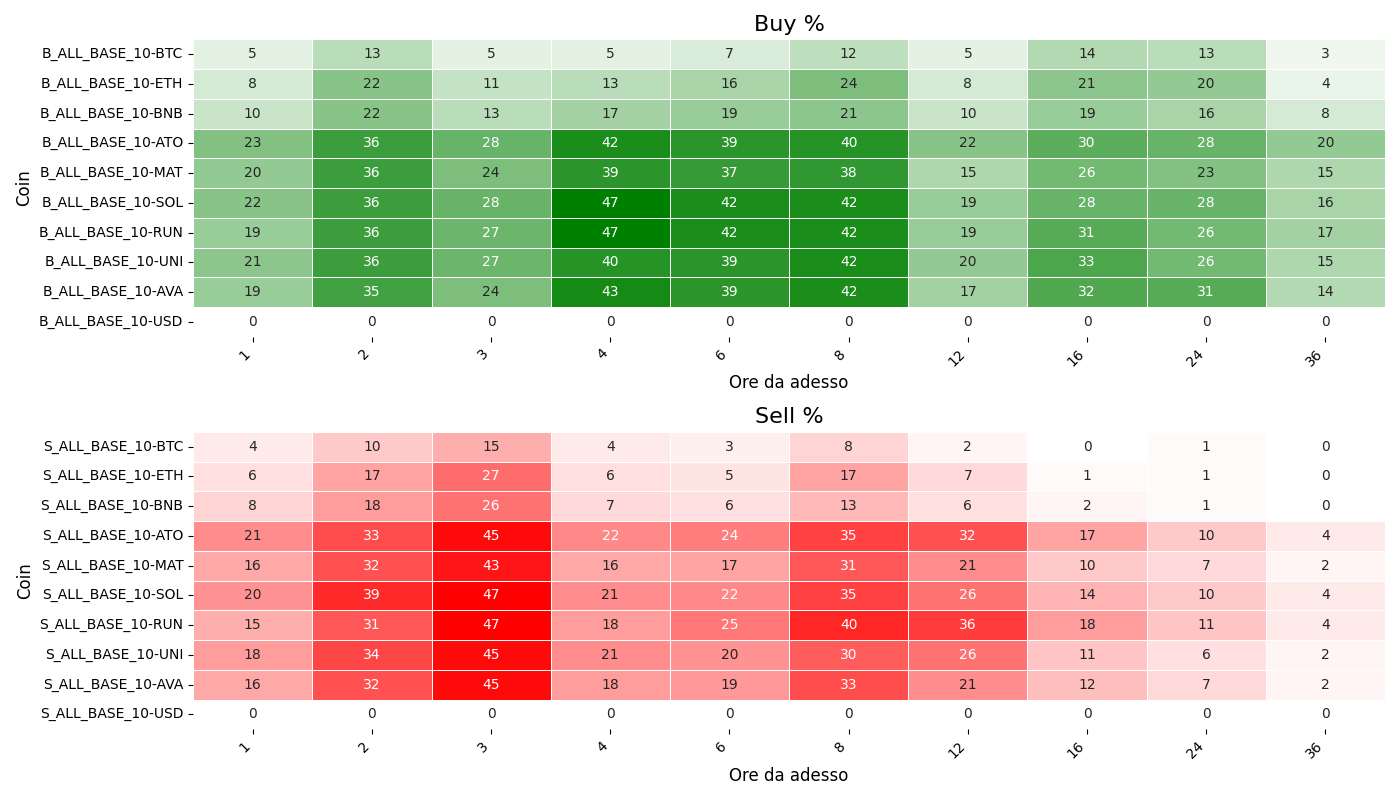 Buy %
Coin
B_ALL_BASE_10-BTC 5 13 5 5 7 12 5 14 13 3
B_ALL_BASE_10-ETH 8 22 11 13 16 24 8 21 20 4
B_ALL_BASE_10-BNB 10 22 13 17 19 21 10 19 16 8
B_ALL_BASE_10-ATO 23 36 28 42 39 40 22 30 28 20
B_ALL_BASE_10-MAT 20 36 24 39 37 38 15 26 23 15
B_ALL_BASE_10-SOL 22 36 28 47 42 42 19 28 28 16
B_ALL_BASE_10-RUN 19 36 27 47 42 42 19 31 26 17
B_ALL_BASE_10-UNI 21 36 27 40 39 42 20 33 26 15
B_ALL_BASE_10-AVA 19 35 24 43 39 42 17 32 31 14
B_ALL_BASE_10-USD 0 0 0 0 0 0 0 0 0 0
1 2 3 4 6 8 12 16 24 36
Ore da adesso
Sell %
Coin
S_ALL_BASE_10-BTC 4 10 15 4 3 8 2 0 1 0
S_ALL_BASE_10-ETH 6 17 27 6 5 17 7 1 1 0
S_ALL_BASE_10-BNB 8 18 26 7 6 13 6 2 1 0
S_ALL_BASE_10-ATO 21 33 45 22 24 35 32 17 10 4
S_ALL_BASE_10-MAT 16 32 43 16 17 31 21 10 7 2
S_ALL_BASE_10-SOL 20 39 47 21 22 35 26 14 10 4
S_ALL_BASE_10-RUN 15 31 47 18 25 40 36 18 11 4
S_ALL_BASE_10-UNI 18 34 45 21 20 30 26 11 6 2
S_ALL_BASE_10-AVA 16 32 45 18 19 33 21 12 7 2
S_ALL_BASE_10-USD 0 0 0 0 0 0 0 0 0 0
1 2 3 4 6 8 12 16 24 36
Ore da adesso